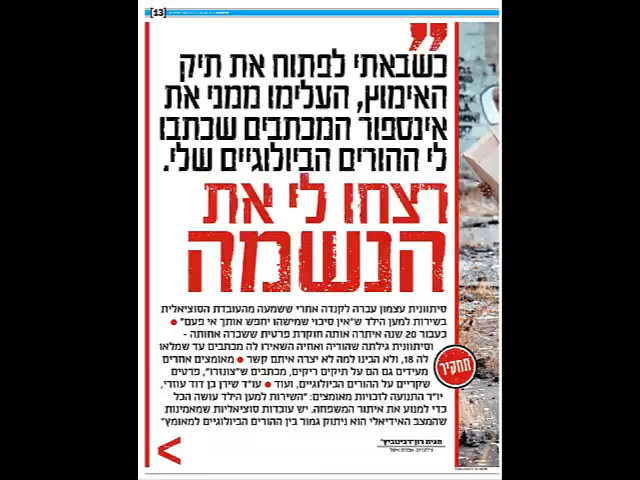 [13]
כשבאתי לפתוח את תיק
האימוץ, העלימו ממני את
אינספור המכתבים שכתבו
לי ההורים הביולוגיים שלי.
רצחו לי את
הנשמה
סיתוונית עצמון עברה לקנדה אחרי ששמעה מהעובדת הסוציאלית
בשירות למען הילד ש"אין סיכוי שמישהו יחפש אותך אי פעם" •
כעבור 20 שנה איתרה אותה חוקרת פרטית ששכרה אחותה -
וסיתוונית גילתה שהוריה ואחיה השאירו לה מכתבים עד שמלאו
לה 18, ולא הבינו למה לא יצרה איתם קשר • מאומצים אחרים
מעידים גם הם על תיקים ריקים, מכתבים ש"צונזרו", פרטים
שקריים על ההורים הביולוגיים, ועוד • עו"ד שירן בן דוד עוזרי,
יו"ר התנועה לזכויות מאומצים: "השירות למען הילד עושה הכל
כדי למנוע את איתור המשפחה. יש עובדות סוציאליות שמאמינות
שהמצב האידיאלי הוא ניתוק גמור בין ההורים הביולוגיים למאומץ"
תחקיר
חגית רון-רבינוביץ'